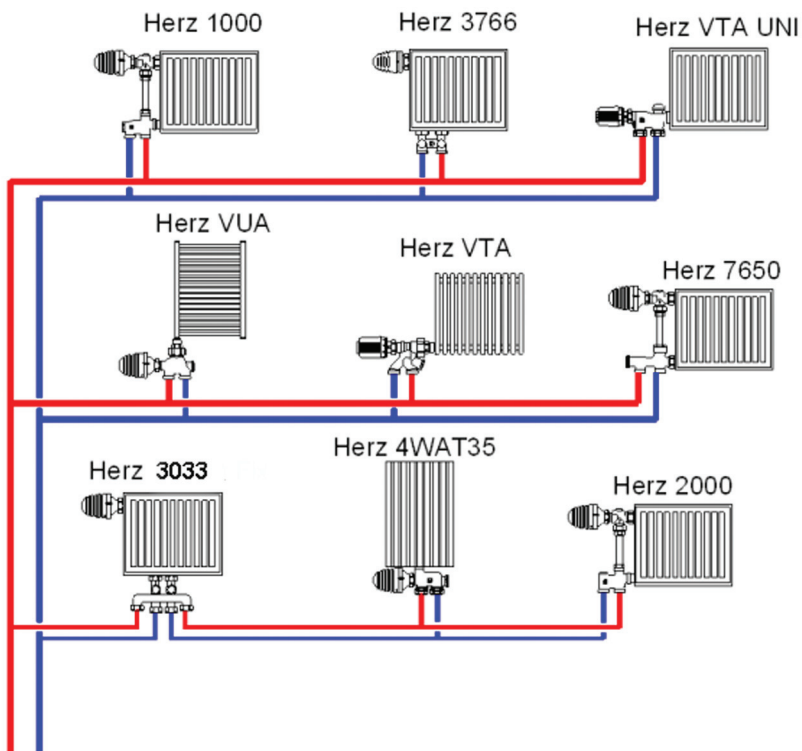 Herz 1000
Herz 3766
Herz VTA UNI
Herz VUA
Herz VTA
Herz 7650
Herz 3033
Herz 4WAT35
Herz 2000